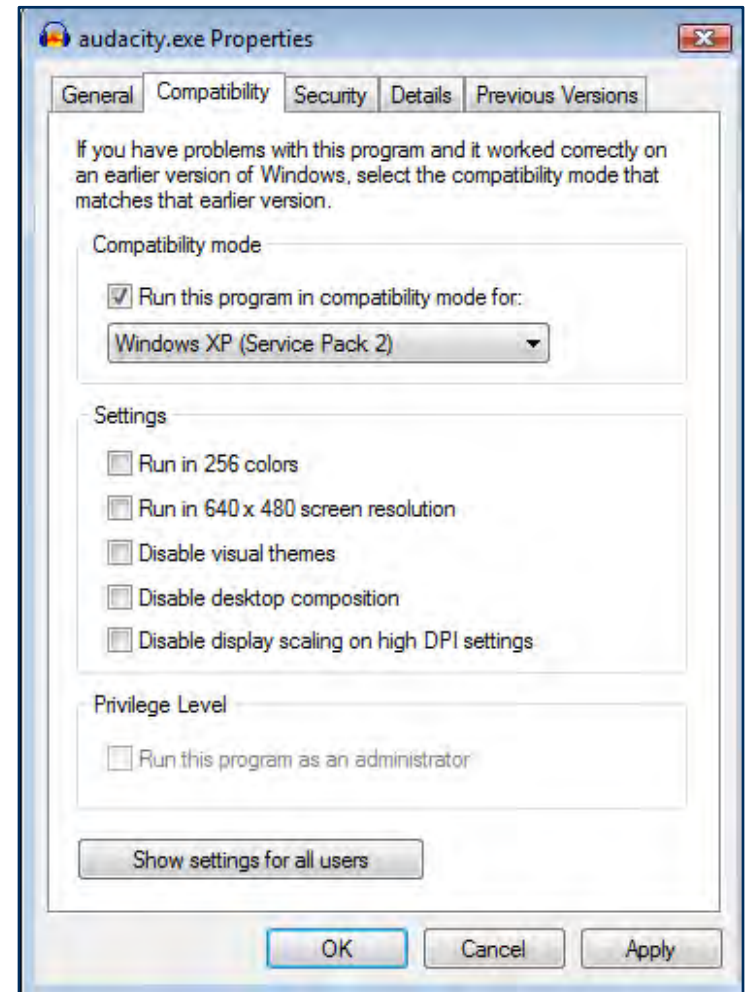 audacity.exe Properties
General Compatibility Security Details Previous Versions
If you have problems with this program and it worked correctly on
an earlier version of Windows, select the compatibility mode that
matches that earlier version.
Compatibility mode
Run this program in compatibility mode for:
Windows XP (Service Pack 2)
Settings
Run in 256 colors
Run in 640 x 480 screen resolution
Disable visual themes
Disable desktop composition
Disable display scaling on high DPI settings
Privilege Level
Run this program as an administrator
Show settings for all users
OK Cancel Apply